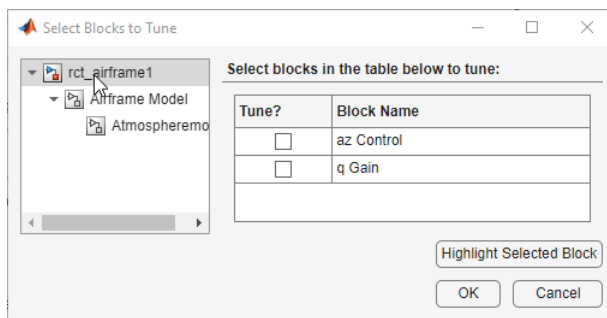 Select Blocks to Tune
rct_airframe1
Airframe Model
Atmospheremo
Select blocks in the table below to tune:
Tune? Block Name
az Control
q Gain
Highlight Selected Block
OK Cancel